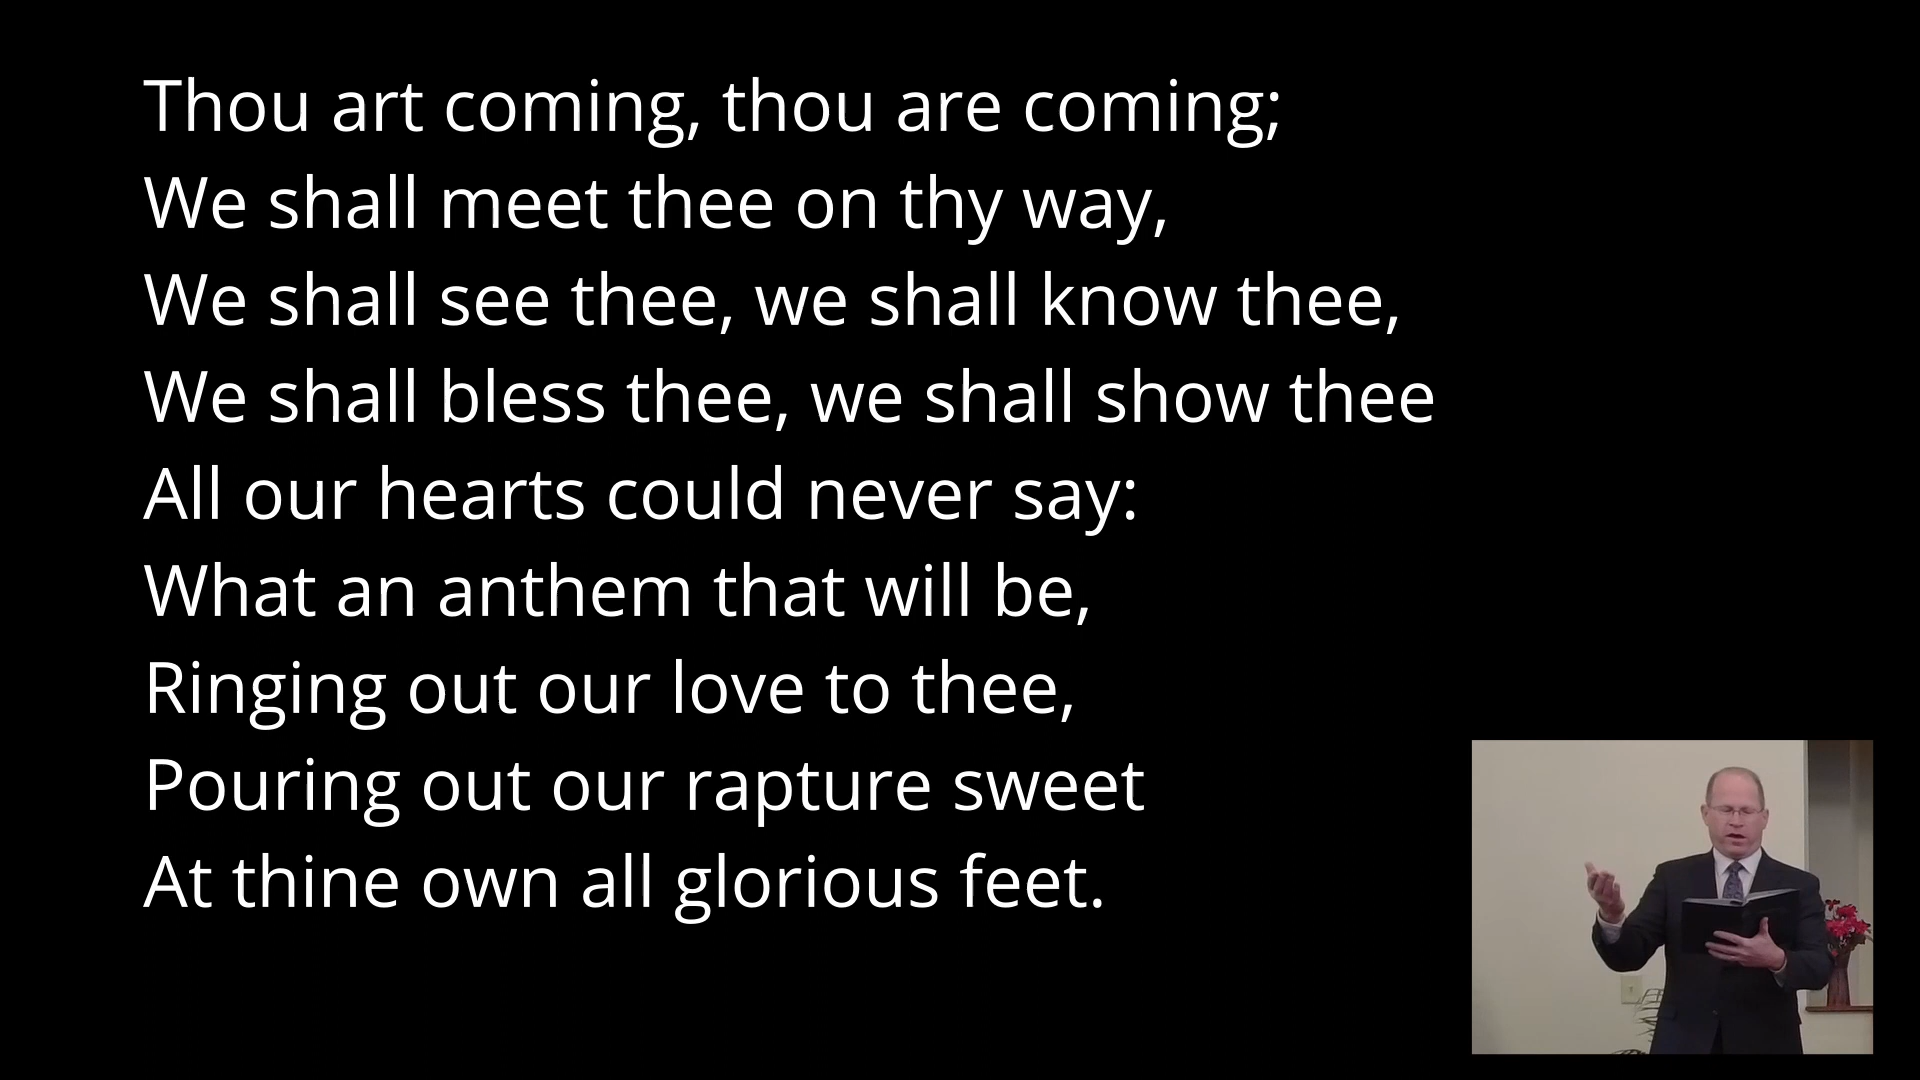 Thou art coming, thou are coming;
We shall meet thee on thy way,
We shall see thee, we shall know thee,
We shall bless thee, we shall show thee
All our hearts could never say:
What an anthem that will be,
Ringing out our love to thee,
Pouring out our rapture sweet
At thine own all glorious feet.